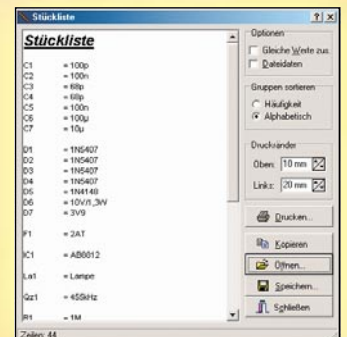 Stückliste
Stückliste
C1 = 100p
C2 = 100n
C3 = 68p
C4 = 68p
C5 = 100n
C6 = 100µ
C7 = 10µ
D1 = 1N5407
D2 = 1N5407
D3 = 1N5407
D4 = 1N5407
D5 = 1N4148
D6 = 10V/1,3W
D7 = 3V9
F1 = 2AT
IC1 = AB0012
La1 = Lampe
Qz1 = 455kHz
R1 = 1M
Zeilen: 44
Optionen
Gleiche Werte zus.
Dateidaten
Gruppen sortieren
Häufigkeit
Alphabetisch
Druckränder
Oben: 10 mm
Links: 20 mm
Drucken...
Kopieren
Öffnen...
Speichern...
Schließen